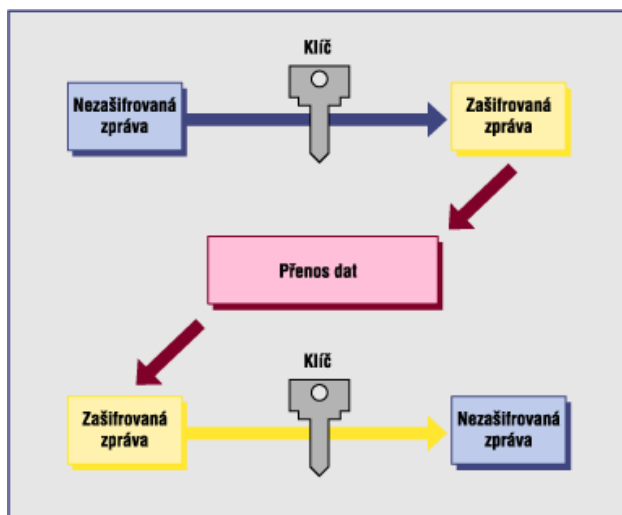 Klíč
Nezašifrovaná
zpráva
Zašifrovaná
zpráva
Přenos dat
Klíč
Zašifrovaná
zpráva
Nezašifrovaná
zpráva